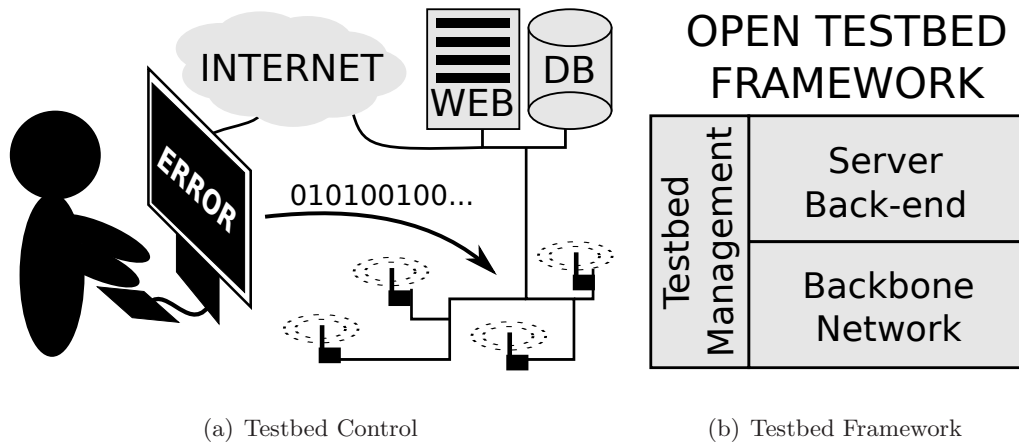 INTERNET
WEB
DB
ERROR
010100100...
(a) Testbed Control
OPEN TESTBED
FRAMEWORK
Testbed
Management
Server
Back-end
Backbone
Network
(b) Testbed Framework